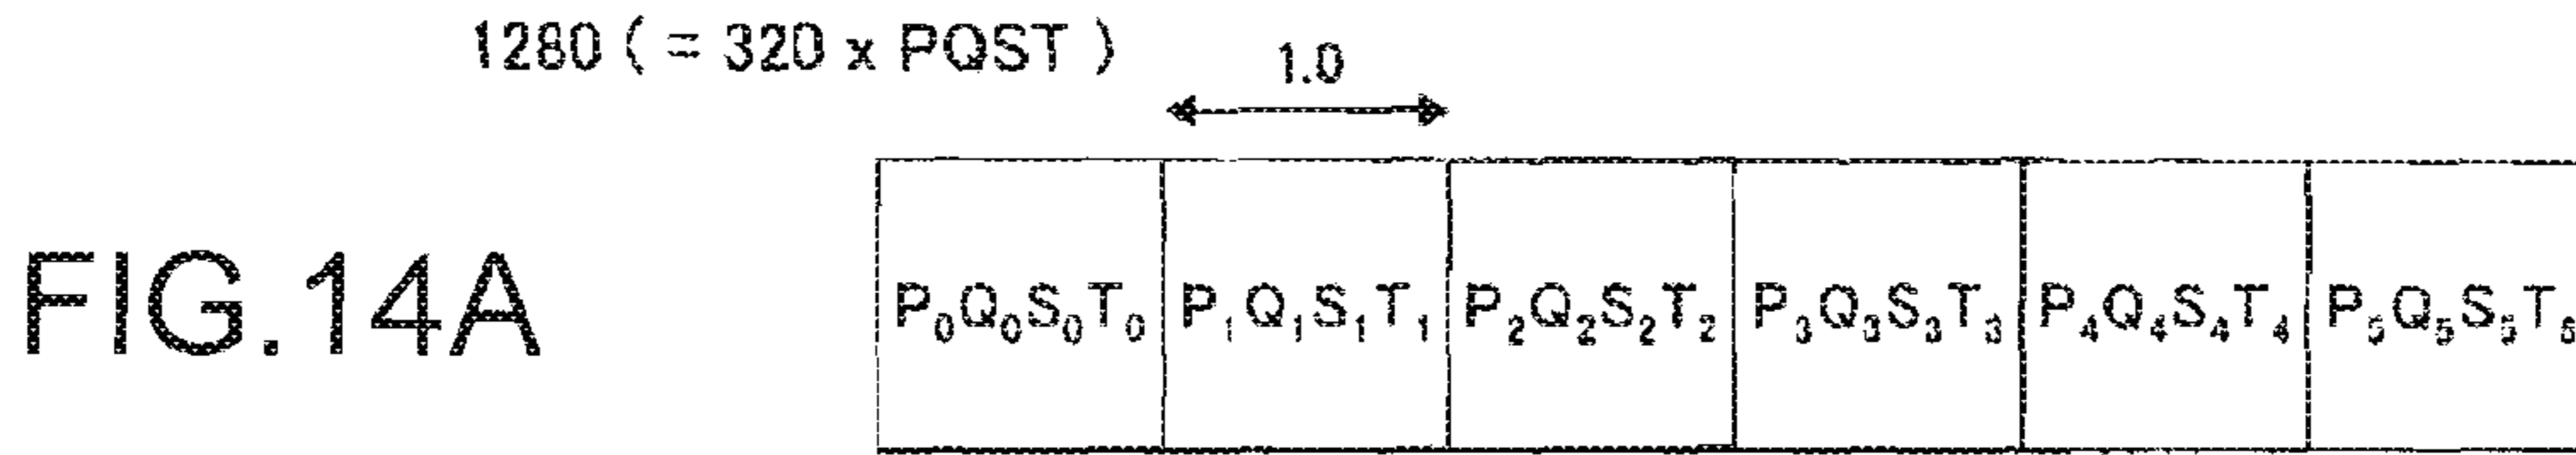 1280 ( = 320 x PQST )
1.0
FIG.14A
P₀Q₀S₀T₀ P₁Q₁S₁T₁ P₂Q₂S₂T₂ P₃Q₃S₃T₃ P₄Q₄S₄T₄ P₅Q₅S₅T₅